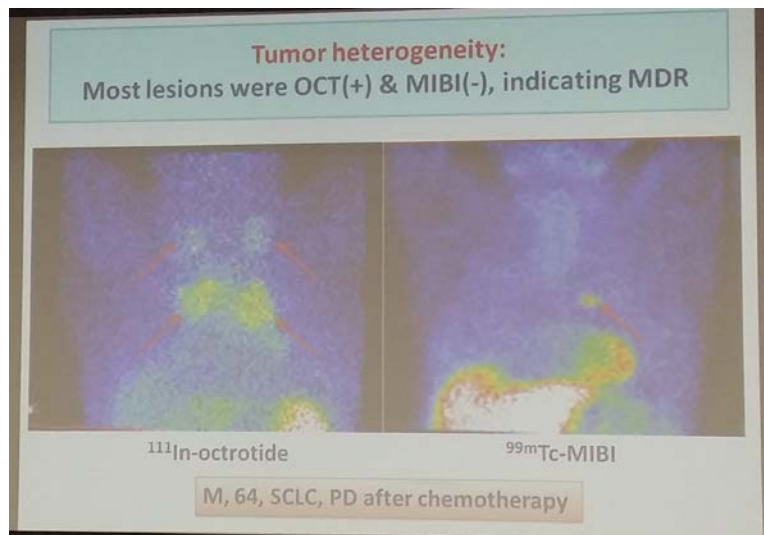 Tumor heterogeneity:
Most lesions were OCT(+) & MIBI(-), indicating MDR
¹¹¹In-octrotide
⁹⁹ᵐTc-MIBI
M, 64, SCLC, PD after chemotherapy